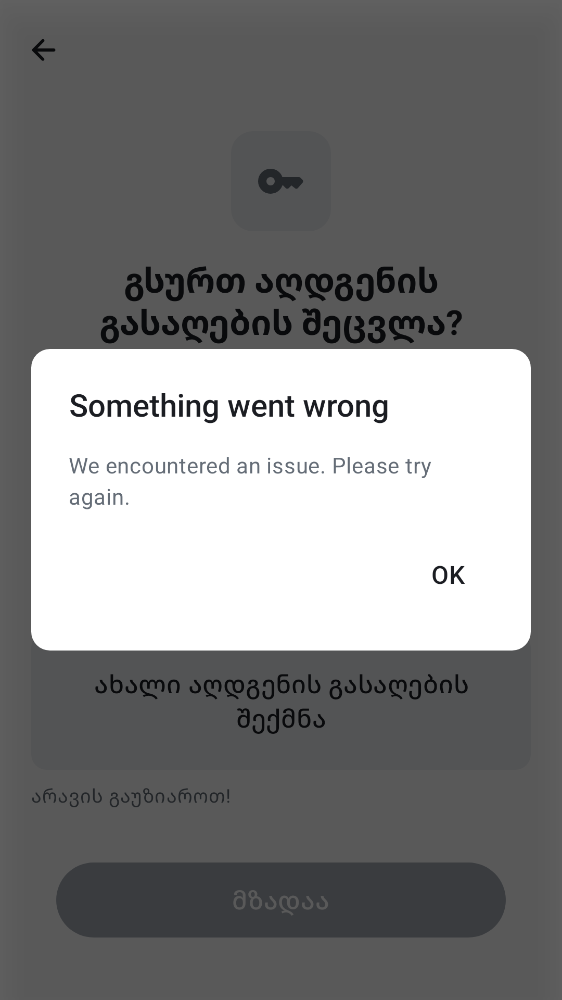 გსურთ აღდგენის
გასაღების შეცვლა?
Something went wrong
We encountered an issue. Please try
again.
OK
ახალი აღდგენის გასაღების
შექმნა
არავის გაუზიაროთ!
მზადაა